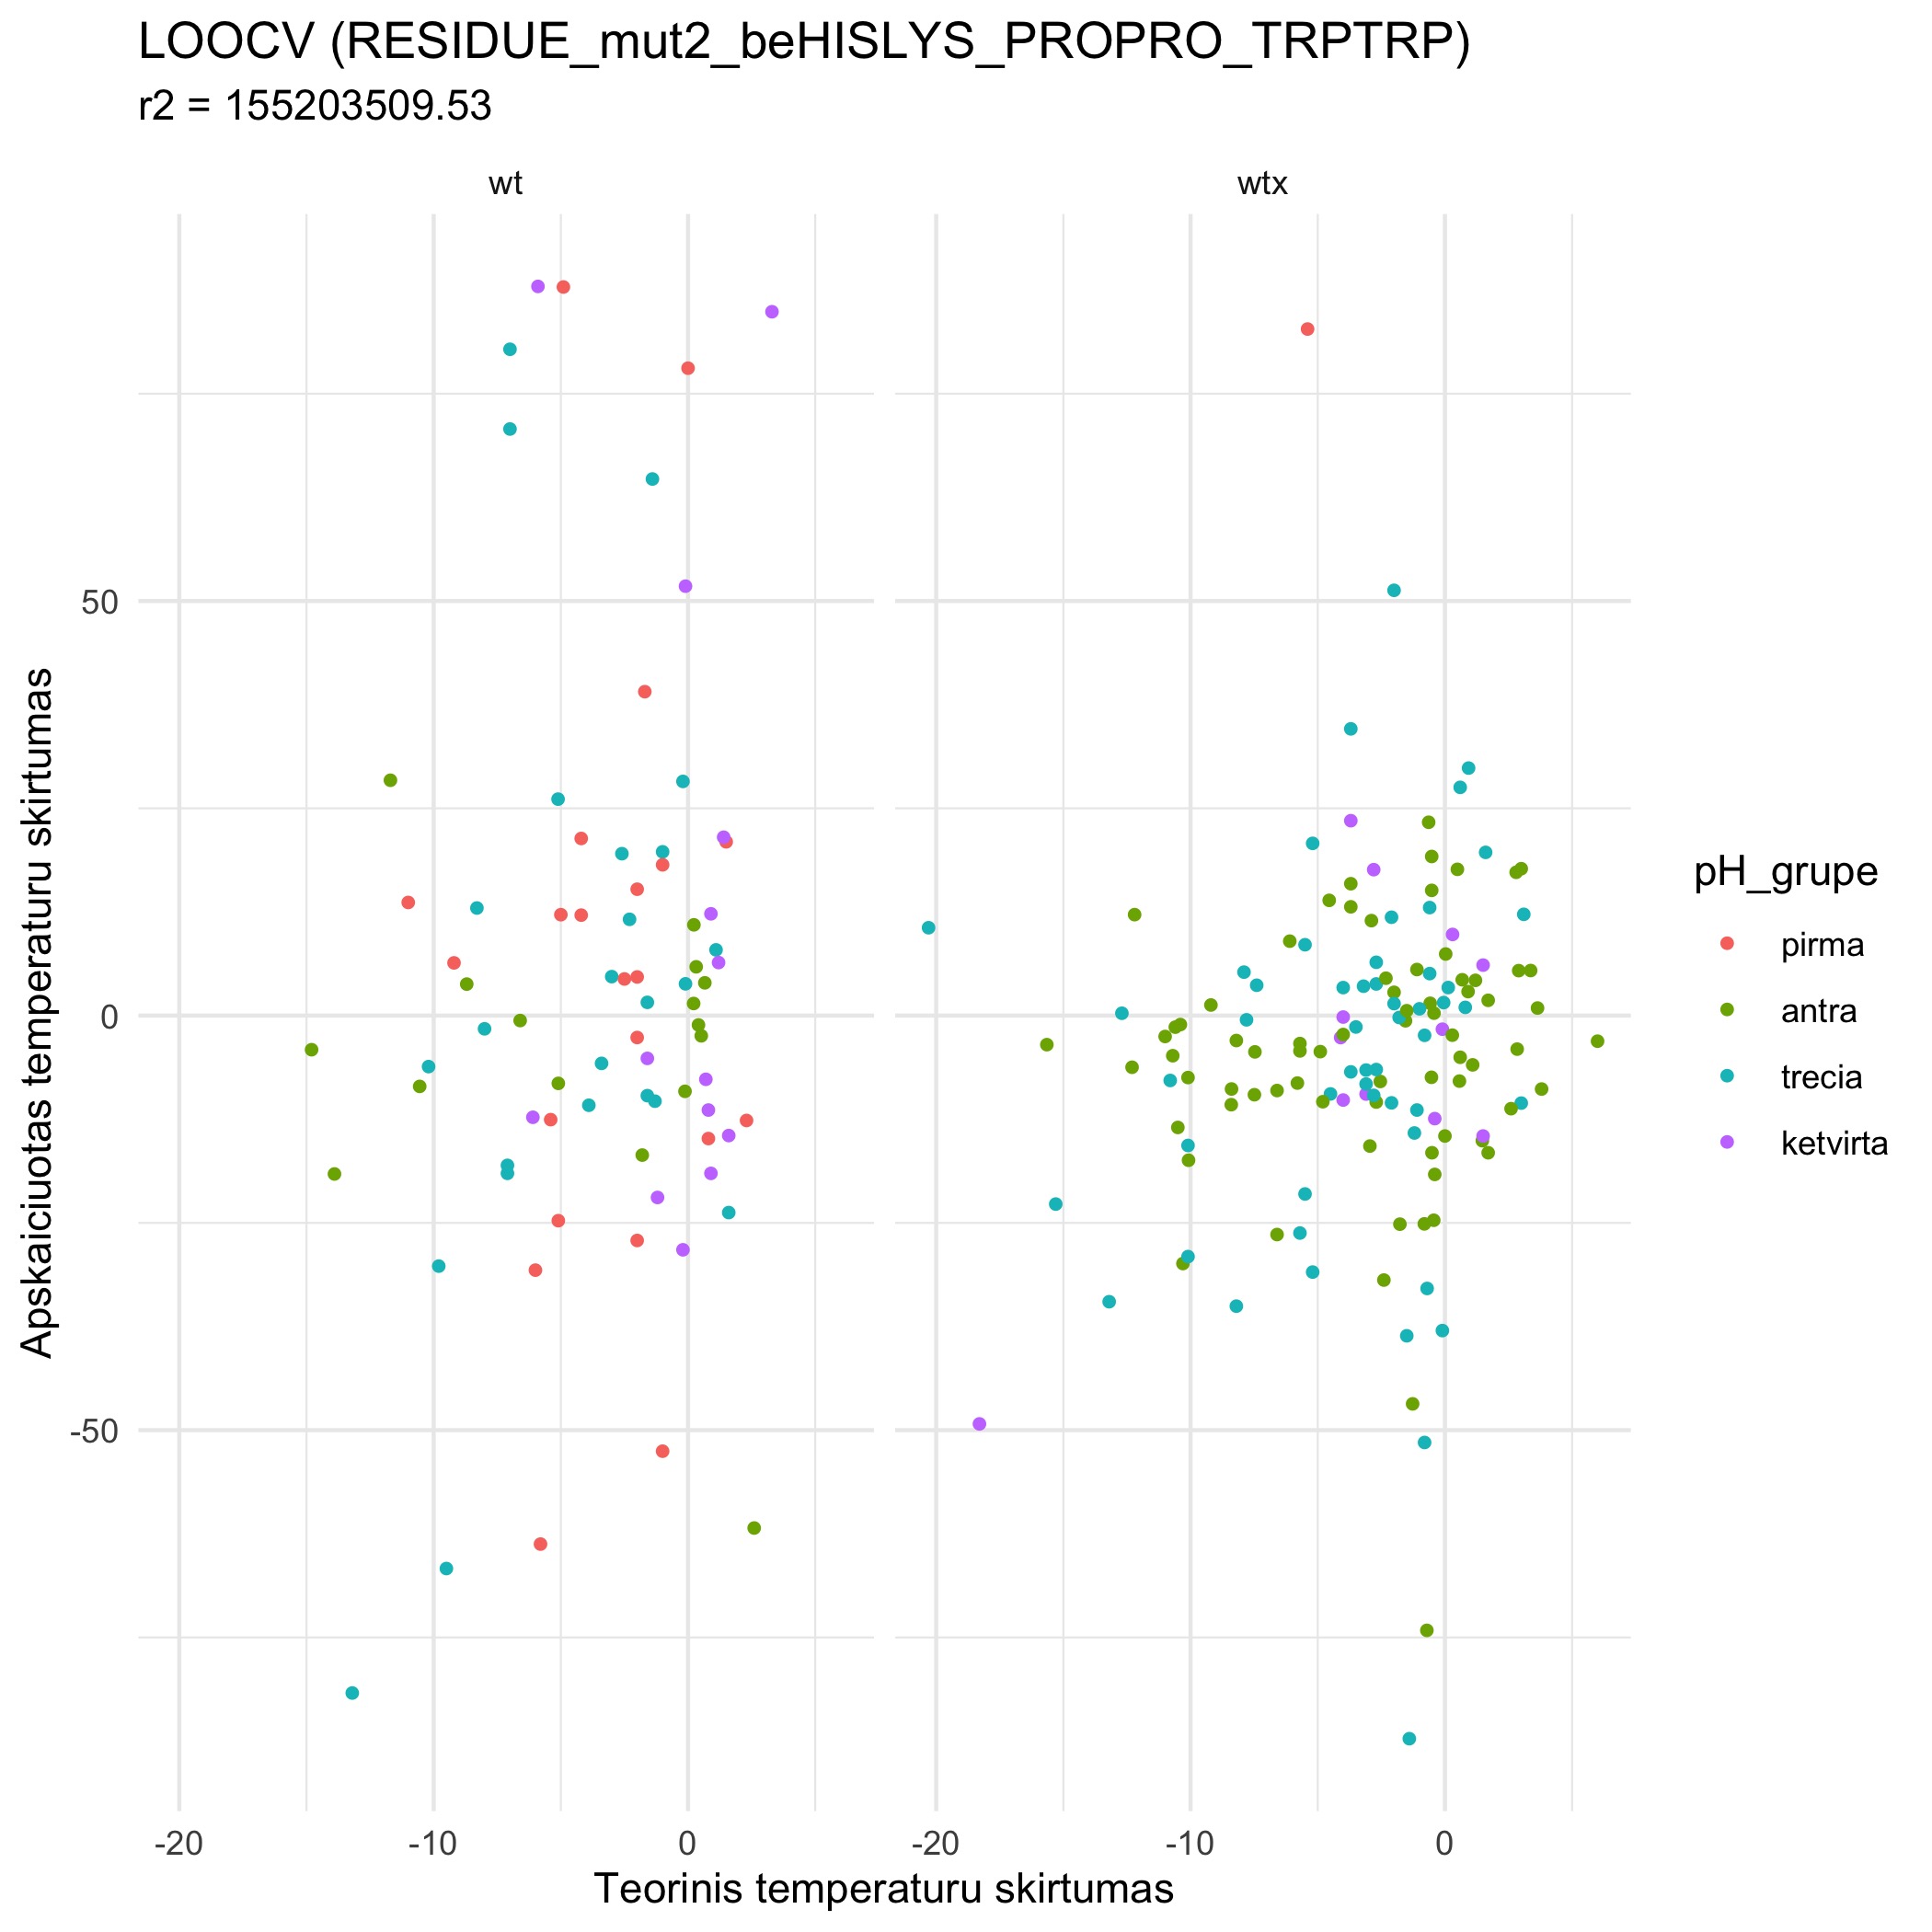 LOOCV (RESIDUE_mut2_beHISLYS_PROPRO_TRPTRP)
r2 = 155203509.53
wt
wtx
50
0
-50
Apskaiciuotas temperaturu skirtumas
-20
-10
0
-20
-10
0
Teorinis temperaturu skirtumas
pH_grupe
pirma
antra
trecia
ketvirta